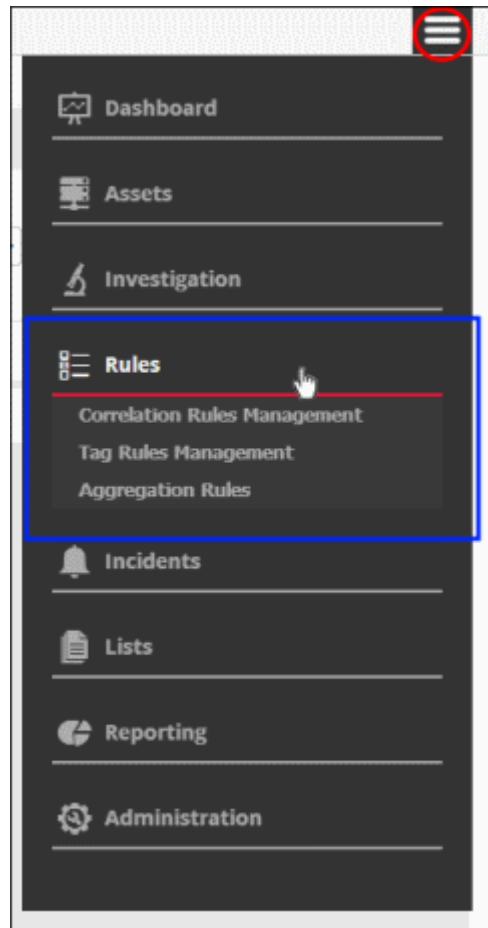 Dashboard
Assets
Investigation
Rules
Correlation Rules Management
Tag Rules Management
Aggregation Rules
Incidents
Lists
Reporting
Administration